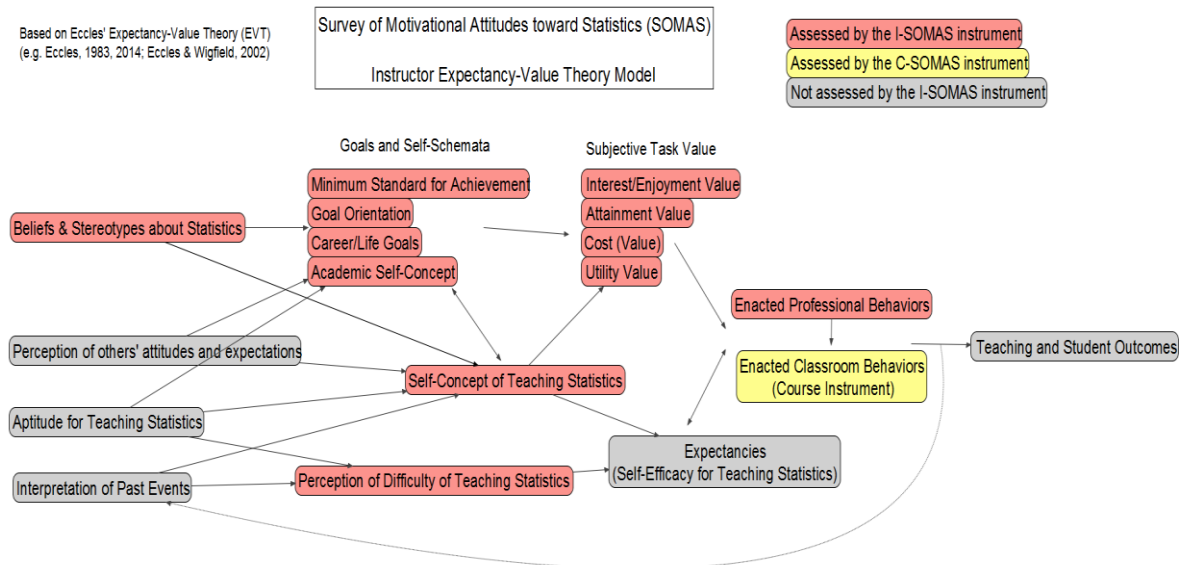 Based on Eccles' Expectancy-Value Theory (EVT)
(e.g. Eccles, 1983, 2014; Eccles & Wigfield, 2002)
Survey of Motivational Attitudes toward Statistics (SOMAS)
Instructor Expectancy-Value Theory Model
Assessed by the I-SOMAS instrument
Assessed by the C-SOMAS instrument
Not assessed by the I-SOMAS instrument
Goals and Self-Schemata
Minimum Standard for Achievement
Goal Orientation
Career/Life Goals
Academic Self-Concept
Subjective Task Value
Interest/Enjoyment Value
Attainment Value
Cost (Value)
Utility Value
Beliefs & Stereotypes about Statistics
Perception of others' attitudes and expectations
Aptitude for Teaching Statistics
Interpretation of Past Events
Self-Concept of Teaching Statistics
Perception of Difficulty of Teaching Statistics
Expectancies
(Self-Efficacy for Teaching Statistics)
Enacted Professional Behaviors
Enacted Classroom Behaviors
(Course Instrument)
Teaching and Student Outcomes